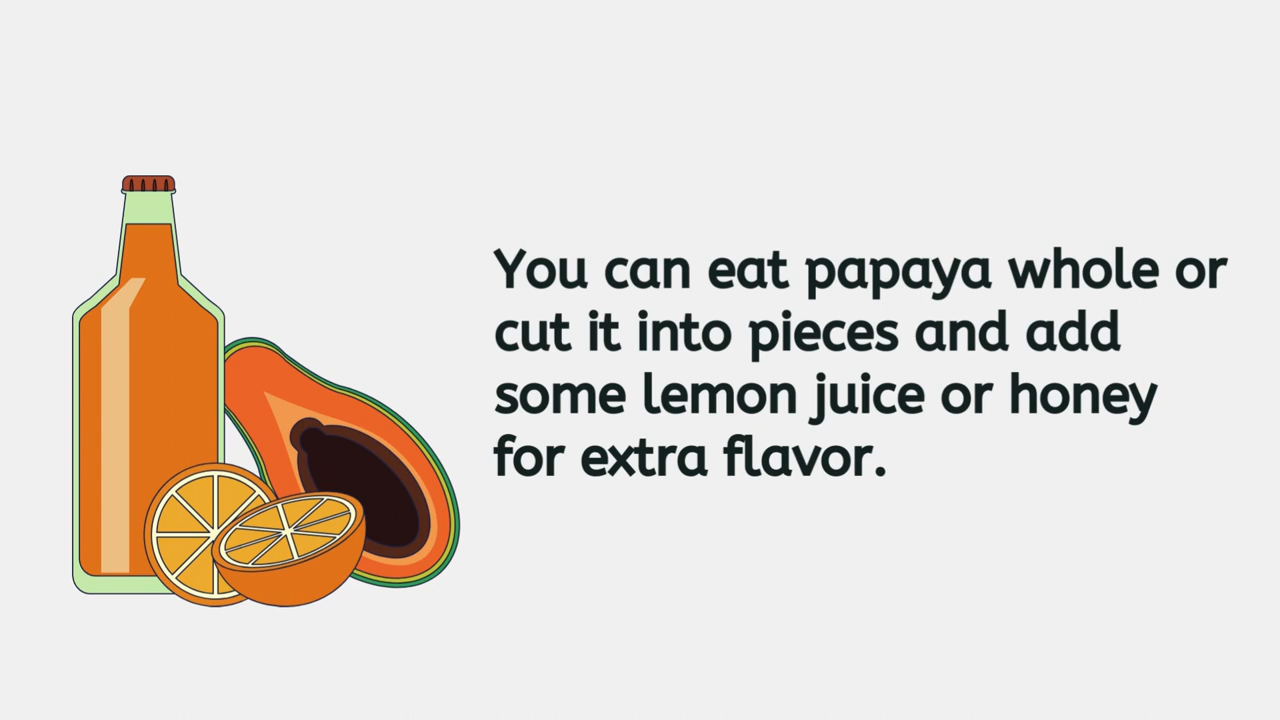 You can eat papaya whole or
cut it into pieces and add
some lemon juice or honey
for extra flavor.